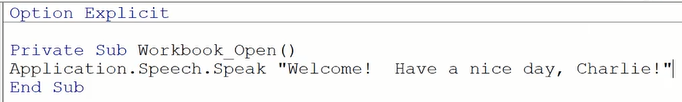 Option Explicit
Private Sub Workbook_Open()
Application.Speech.Speak "Welcome!  Have a nice day, Charlie!"
End Sub